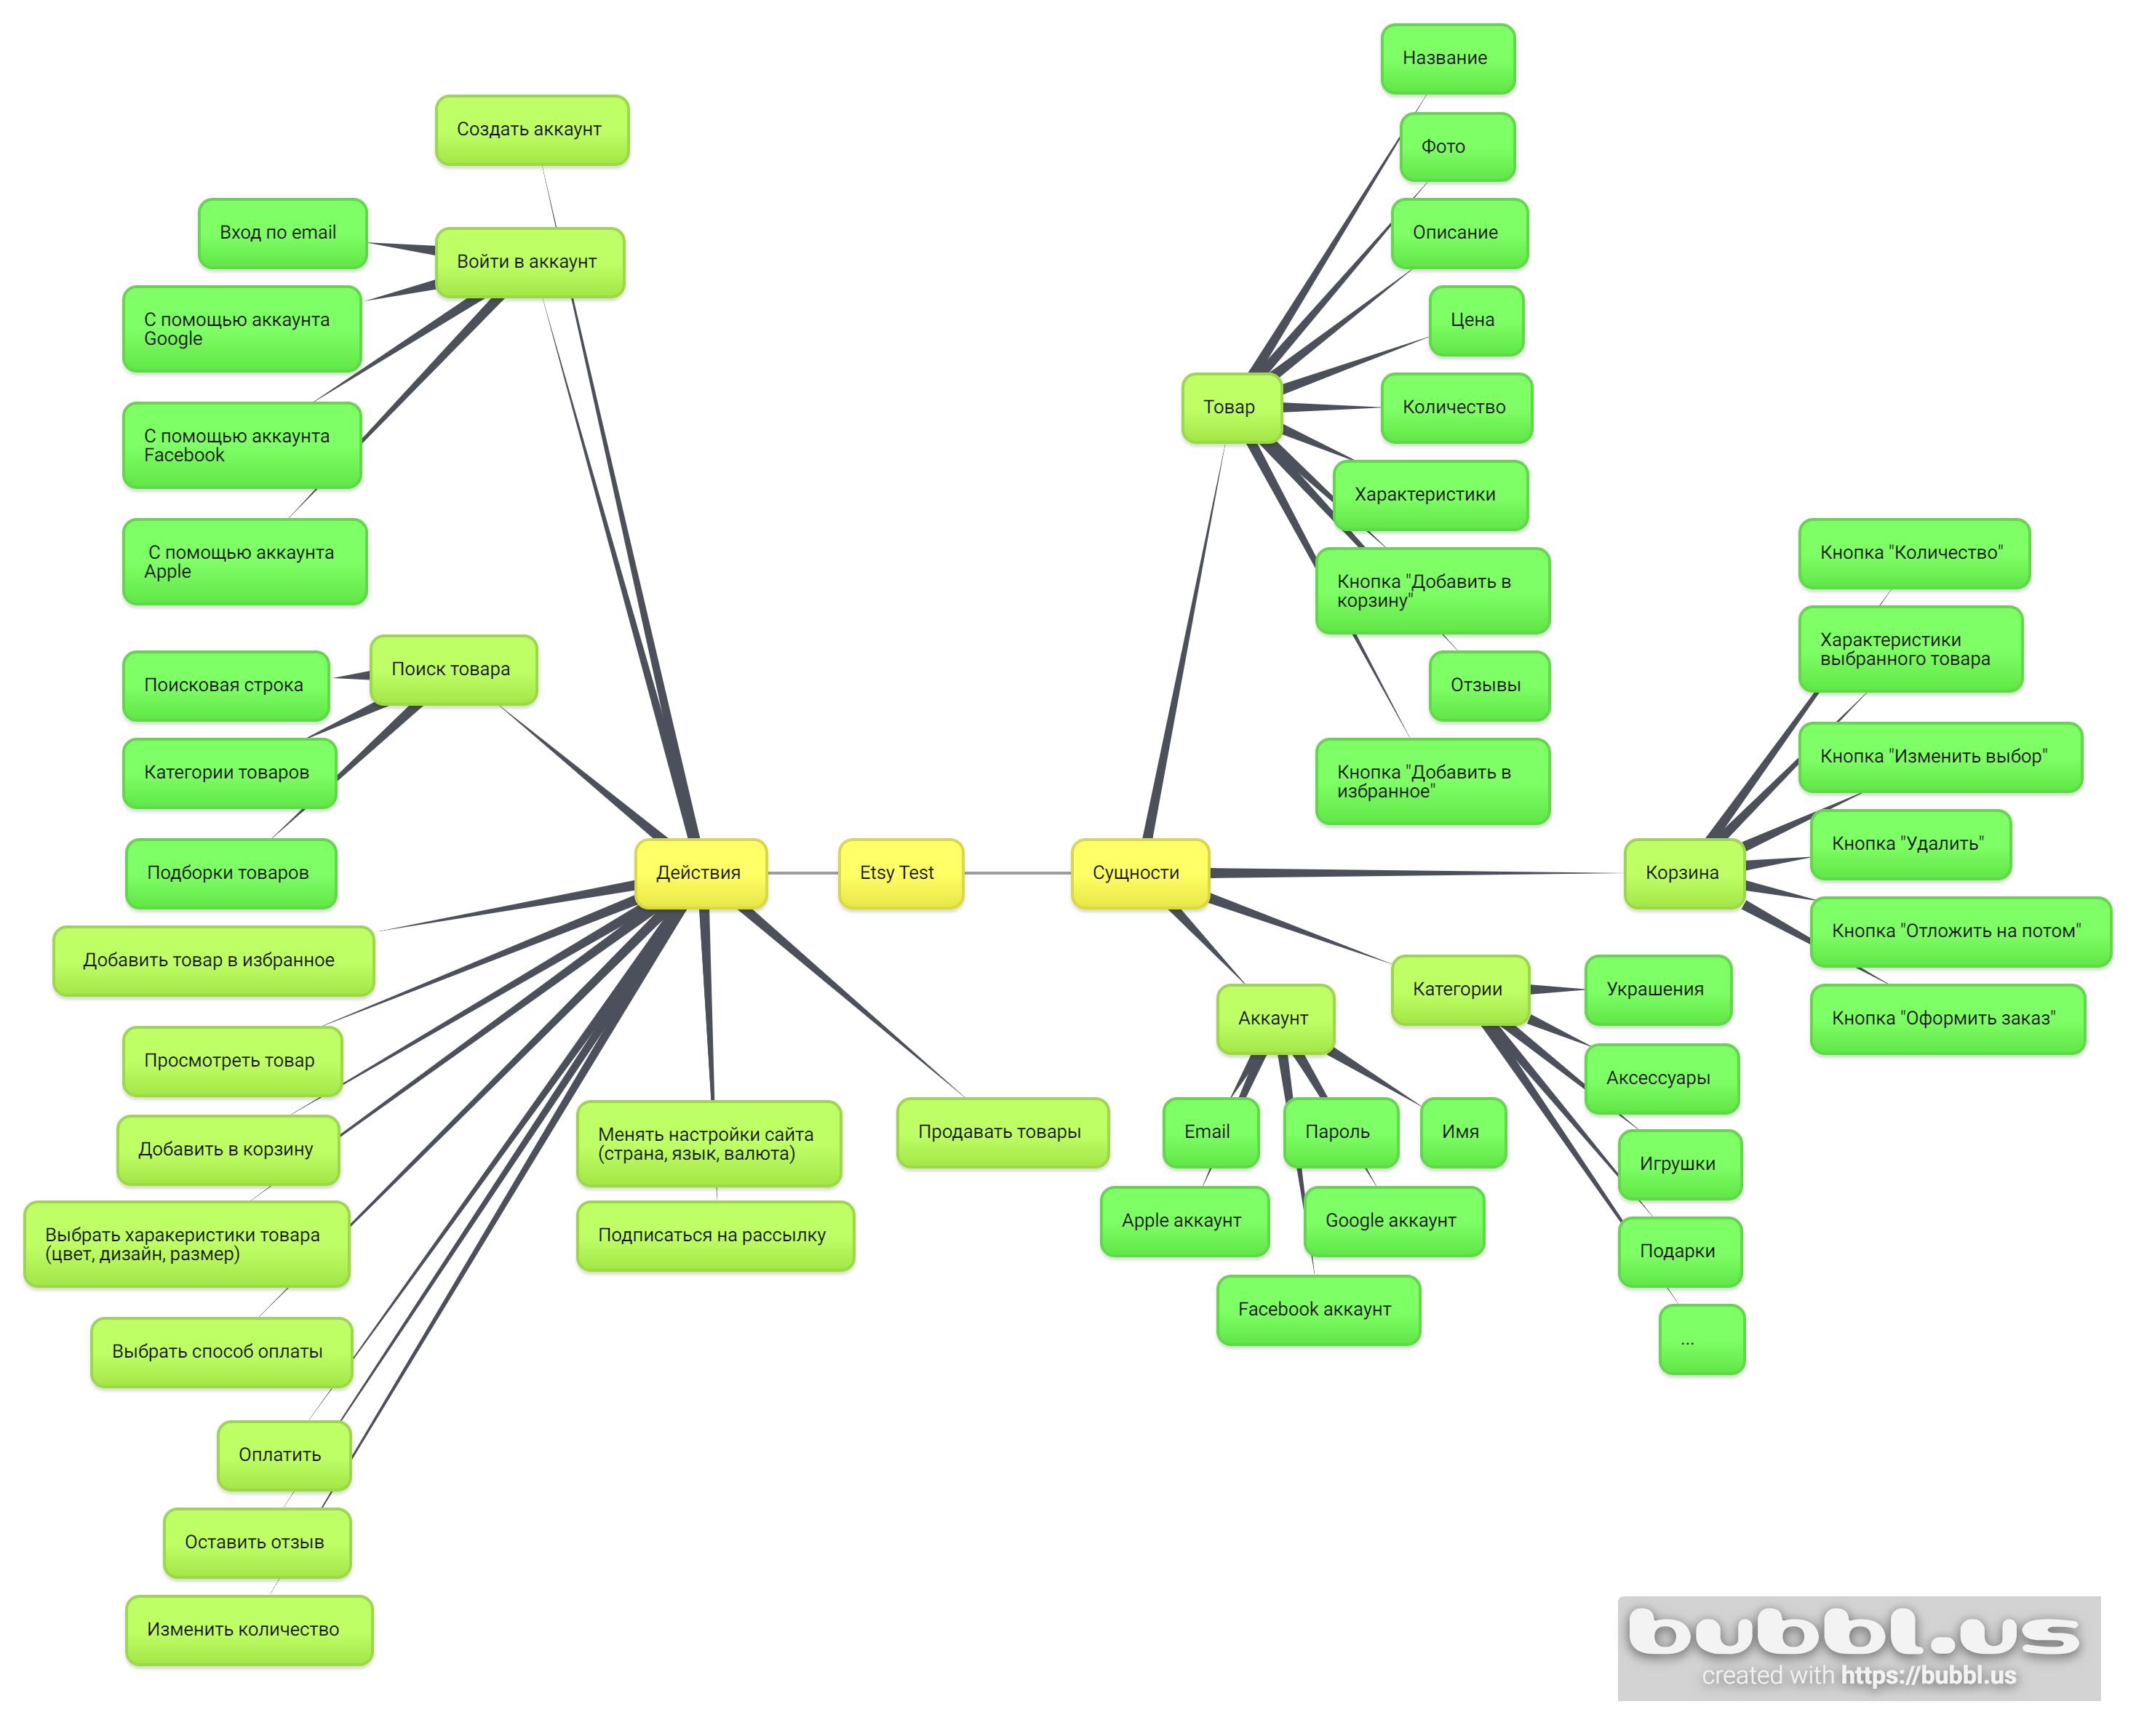 Название
Фото
Описание
Цена
Количество
Характеристики
Кнопка "Добавить в
корзину"
Отзывы
Кнопка "Добавить в
избранное"
Товар
Создать аккаунт
Войти в аккаунт
Вход по email
С помощью аккаунта
Google
С помощью аккаунта
Facebook
С помощью аккаунта
Apple
Поиск товара
Поисковая строка
Категории товаров
Подборки товаров
Действия
Etsy Test
Сущности
Корзина
Кнопка "Количество"
Характеристики
выбранного товара
Кнопка "Изменить выбор"
Кнопка "Удалить"
Кнопка "Отложить на потом"
Кнопка "Оформить заказ"
Добавить товар в избранное
Просмотреть товар
Добавить в корзину
Выбрать харакеристики товара
(цвет, дизайн, размер)
Выбрать способ оплаты
Оплатить
Оставить отзыв
Изменить количество
Менять настройки сайта
(страна, язык, валюта)
Подписаться на рассылку
Продавать товары
Аккаунт
Email
Пароль
Имя
Apple аккаунт
Google аккаунт
Facebook аккаунт
Категории
Украшения
Аксессуары
Игрушки
Подарки
...
bubbl.us
created with https://bubbl.us